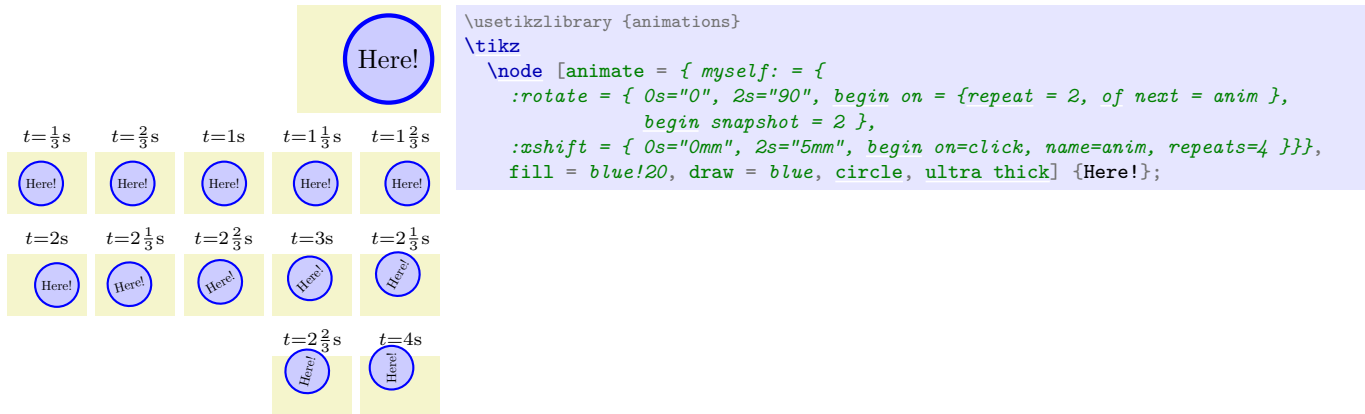 Here!
t=1/3s t=2/3s t=1s t=1 1/3s t=1 2/3s
Here! Here! Here! Here! Here!
t=2s t=2 1/3s t=2 2/3s t=3s t=2 1/3s
Here! Here! Here! Here! Here!
t=2 2/3s t=4s
Here! Here!
\usetikzlibrary {animations}
\tikz
\node [animate = { myself: = {
:rotate = { 0s="0", 2s="90", begin on = {repeat = 2, of next = anim },
begin snapshot = 2 },
:xshift = { 0s="0mm", 2s="5mm", begin on=click, name=anim, repeats=4 }}},
fill = blue!20, draw = blue, circle, ultra thick] {Here!};